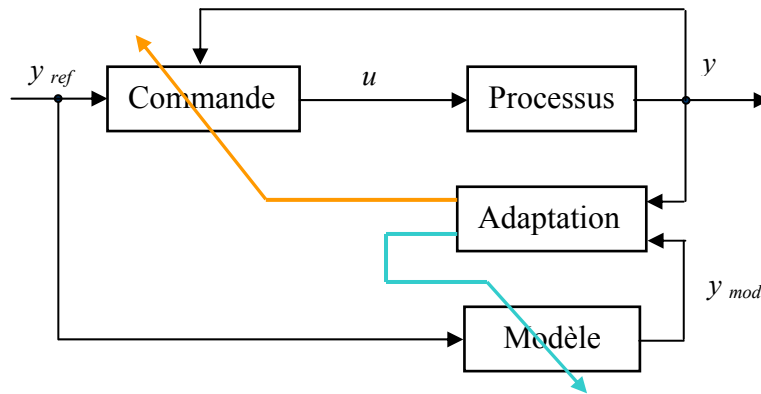 y ref
Commande
u
Processus
y
Adaptation
y mod
Modèle